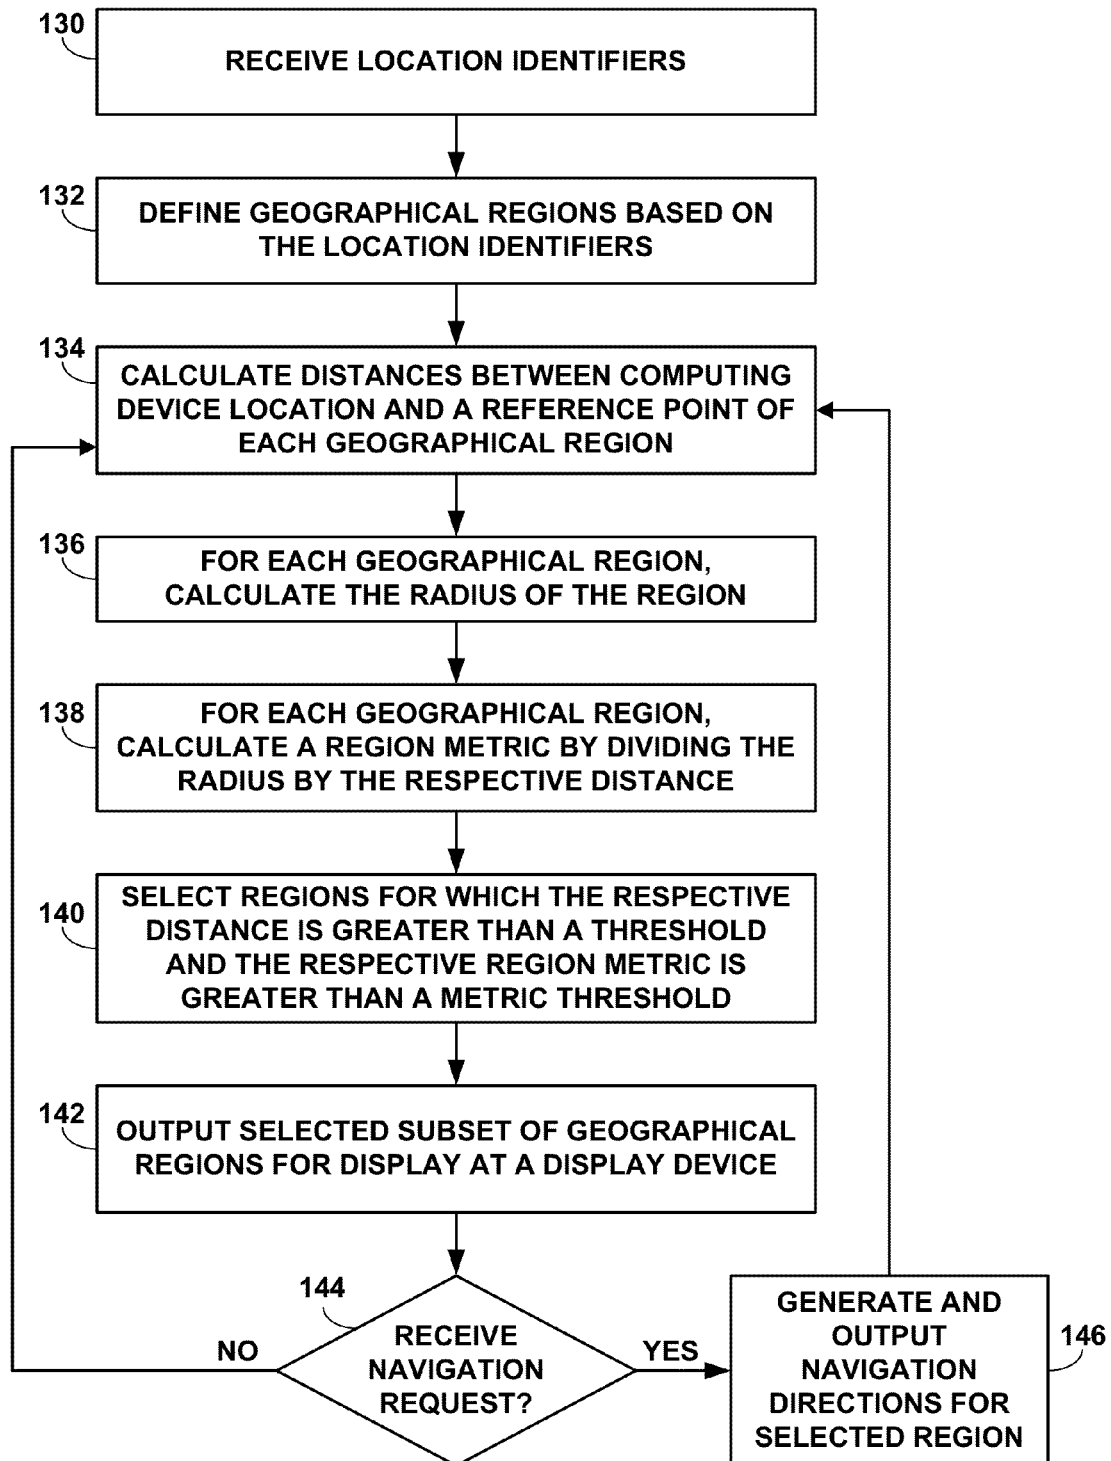 130
RECEIVE LOCATION IDENTIFIERS
132
DEFINE GEOGRAPHICAL REGIONS BASED ON
THE LOCATION IDENTIFIERS
134
CALCULATE DISTANCES BETWEEN COMPUTING
DEVICE LOCATION AND A REFERENCE POINT OF
EACH GEOGRAPHICAL REGION
136
FOR EACH GEOGRAPHICAL REGION,
CALCULATE THE RADIUS OF THE REGION
138
FOR EACH GEOGRAPHICAL REGION,
CALCULATE A REGION METRIC BY DIVIDING THE
RADIUS BY THE RESPECTIVE DISTANCE
140
SELECT REGIONS FOR WHICH THE RESPECTIVE
DISTANCE IS GREATER THAN A THRESHOLD
AND THE RESPECTIVE REGION METRIC IS
GREATER THAN A METRIC THRESHOLD
142
OUTPUT SELECTED SUBSET OF GEOGRAPHICAL
REGIONS FOR DISPLAY AT A DISPLAY DEVICE
144
RECEIVE
NAVIGATION
REQUEST?
NO
YES
GENERATE AND
OUTPUT
NAVIGATION
DIRECTIONS FOR
SELECTED REGION
146